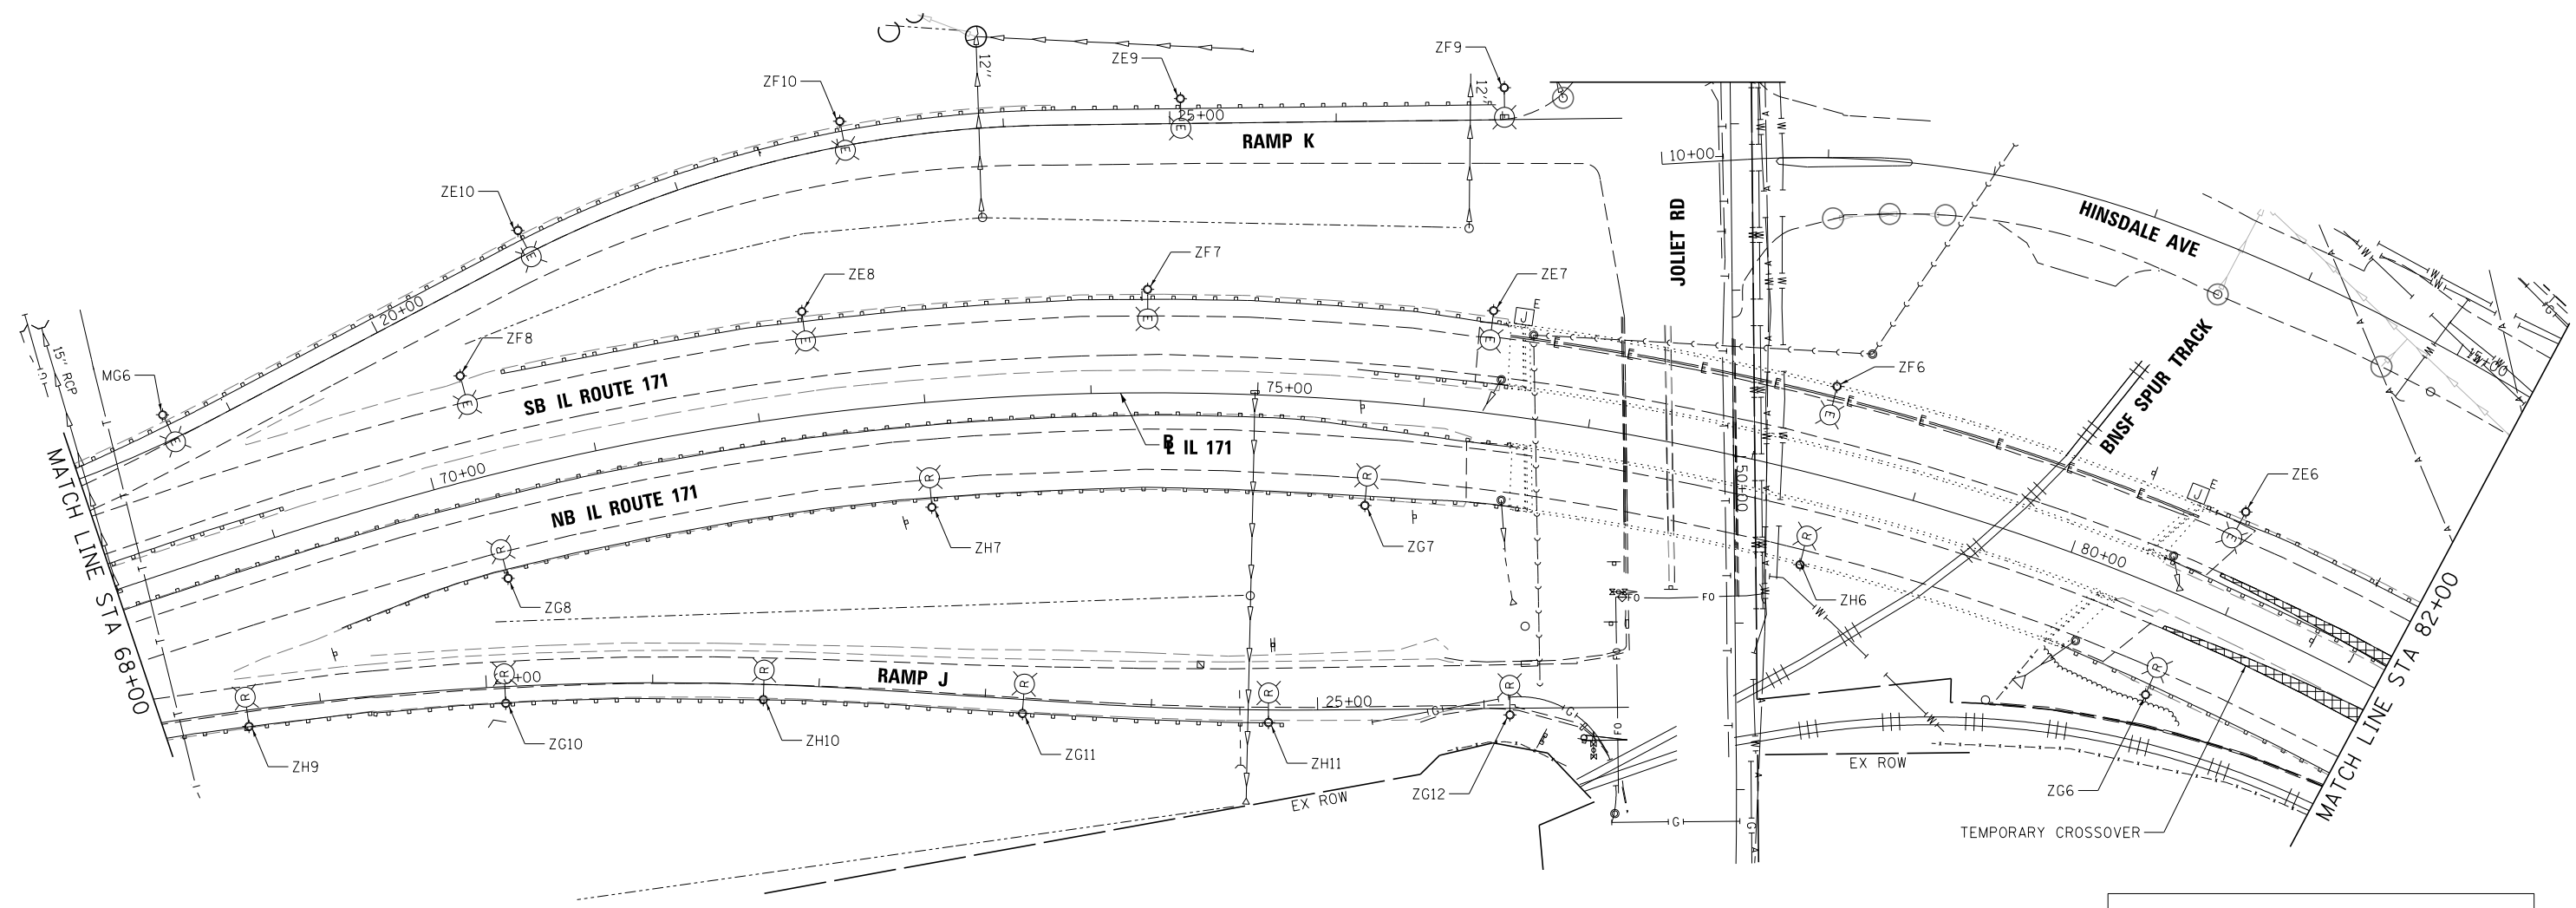 ZE9
ZF9
12"
ZF10
12"
25+00
RAMP K
10+00
ZE10
HINSDALE AVE
JOLIET RD
ZF7
ZE8
ZE7
E
J
20+00
ZF8
15" RCP
MG6
SB IL ROUTE 171
75+00
ZF6
15+00
BNSF SPUR TRACK
IL 171
70+00
50+00
NB IL ROUTE 171
ZE6
J
E
MATCH LINE STA 68+00
ZH7
ZG7
80+00
ZG8
ZH6
FO
FO
FO
MATCH LINE STA 82+00
RAMP J
25+00
ZG10
ZH10
ZG11
ZH9
ZH11
EX ROW
EX ROW
ZG12
ZG6
TEMPORARY CROSSOVER